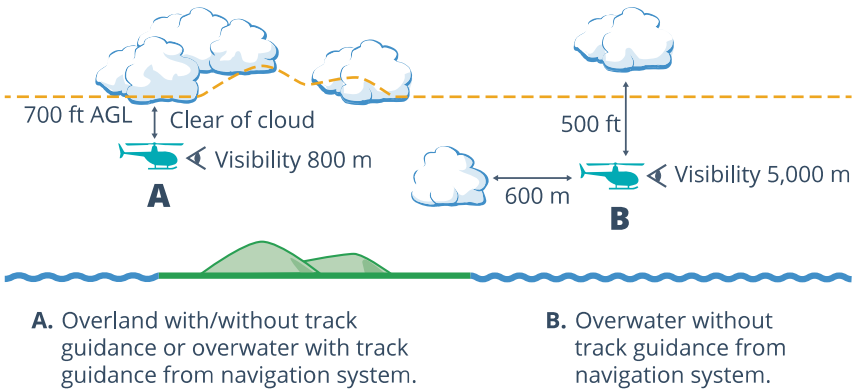 700 ft AGL
Clear of cloud
Visibility 800 m
A
500 ft
600 m
Visibility 5,000 m
B
A. Overland with/without track
guidance or overwater with track
guidance from navigation system.
B. Overwater without
track guidance from
navigation system.